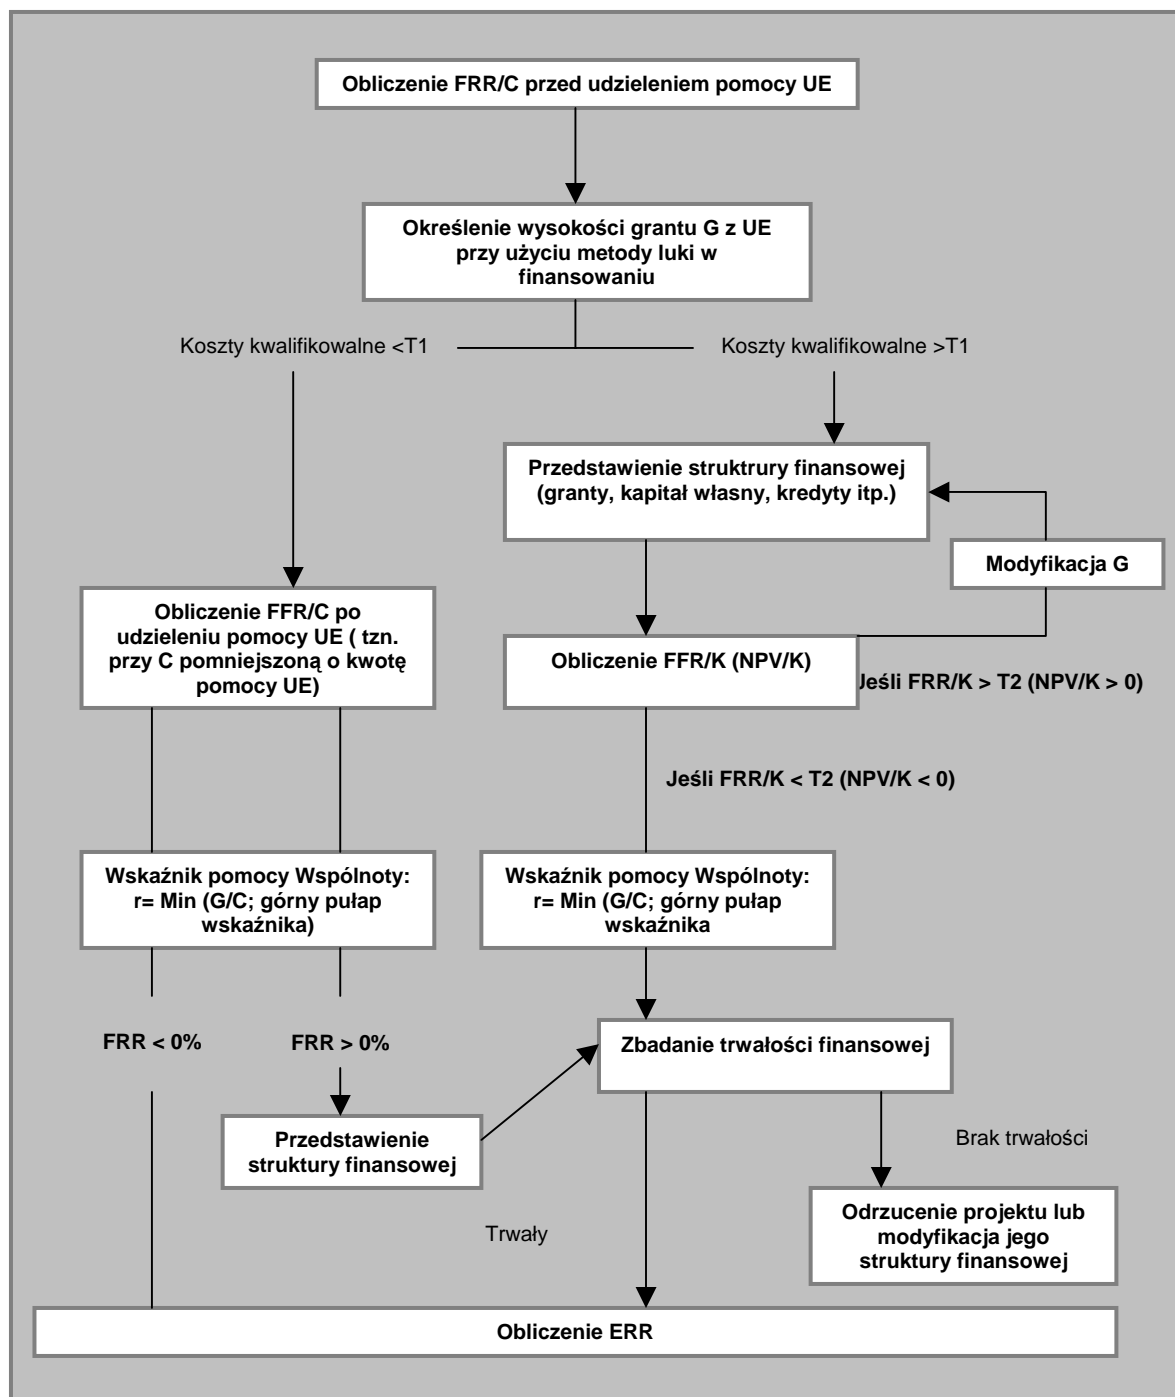 Obliczenie FRR/C przed udzieleniem pomocy UE
Określenie wysokości grantu G z UE
przy użyciu metody luki w
finansowaniu
Koszty kwalifikowalne <T1
Koszty kwalifikowalne >T1
Przedstawienie struktrury finansowej
(granty, kapitał własny, kredyty itp.)
Modyfikacja G
Obliczenie FFR/C po
udzieleniu pomocy UE ( tzn.
przy C pomniejszoną o kwotę
pomocy UE)
Obliczenie FFR/K (NPV/K)
Jeśli FRR/K > T2 (NPV/K > 0)
Jeśli FRR/K < T2 (NPV/K < 0)
Wskaźnik pomocy Wspólnoty:
r= Min (G/C; górny pułap
wskaźnika)
Wskaźnik pomocy Wspólnoty:
r= Min (G/C; górny pułap
wskaźnika
FRR < 0%
FRR > 0%
Zbadanie trwałości finansowej
Przedstawienie
struktury finansowej
Brak trwałości
Trwały
Odrzucenie projektu lub
modyfikacja jego
struktury finansowej
Obliczenie ERR